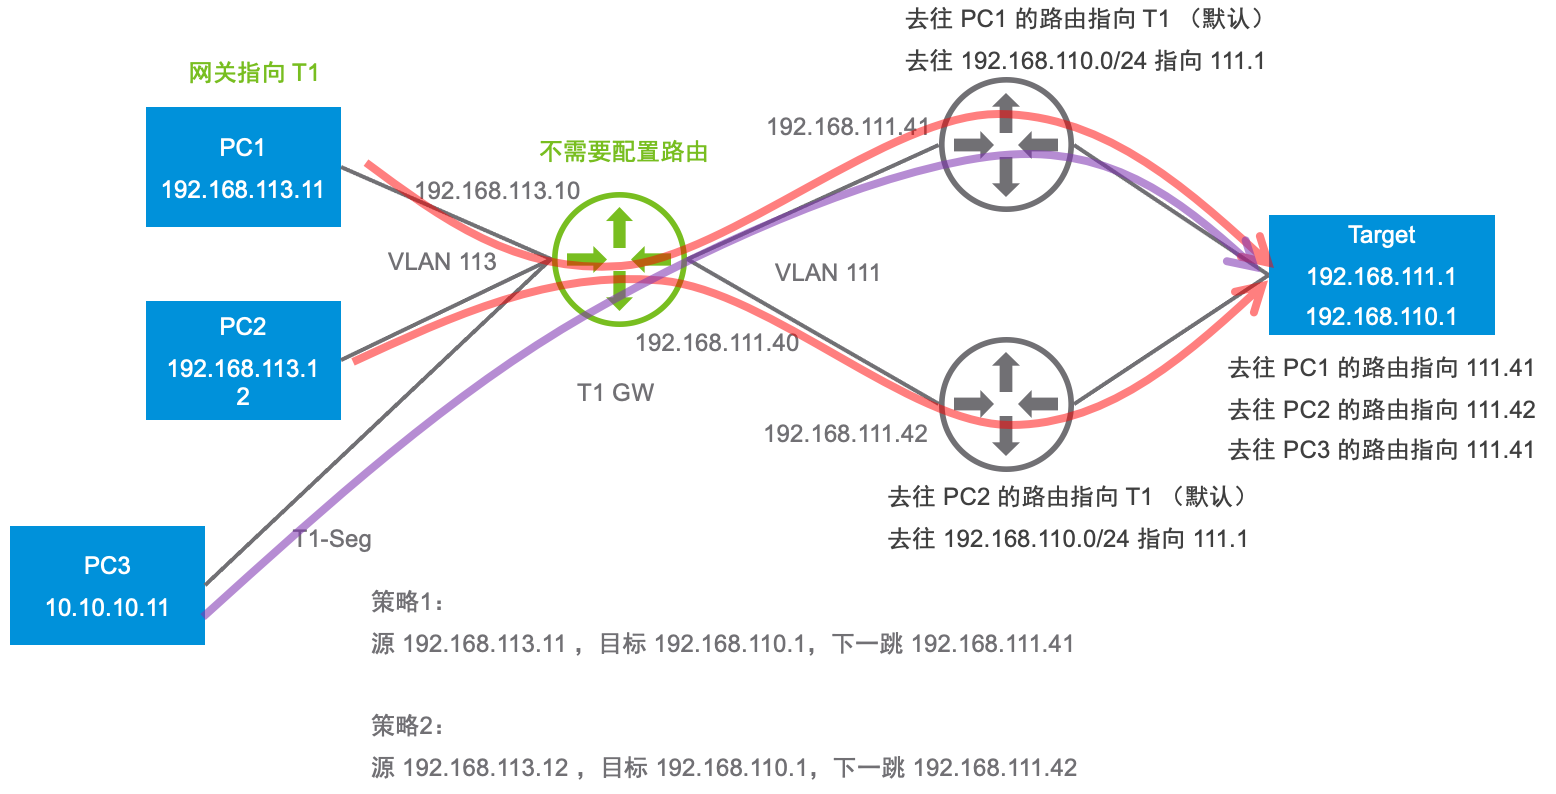 去往 PC1 的路由指向 T1 （默认）
去往 192.168.110.0/24 指向 111.1
网关指向 T1
PC1
192.168.113.11
192.168.111.41
不需要配置路由
192.168.113.10
VLAN 113
VLAN 111
Target
192.168.111.1
192.168.110.1
PC2
192.168.113.1
2
192.168.111.40
T1 GW
去往 PC1 的路由指向 111.41
去往 PC2 的路由指向 111.42
去往 PC3 的路由指向 111.41
192.168.111.42
去往 PC2 的路由指向 T1 （默认）
去往 192.168.110.0/24 指向 111.1
T1-Seg
PC3
10.10.10.11
策略1：
源 192.168.113.11 ，目标 192.168.110.1，下一跳 192.168.111.41
策略2：
源 192.168.113.12 ，目标 192.168.110.1，下一跳 192.168.111.42